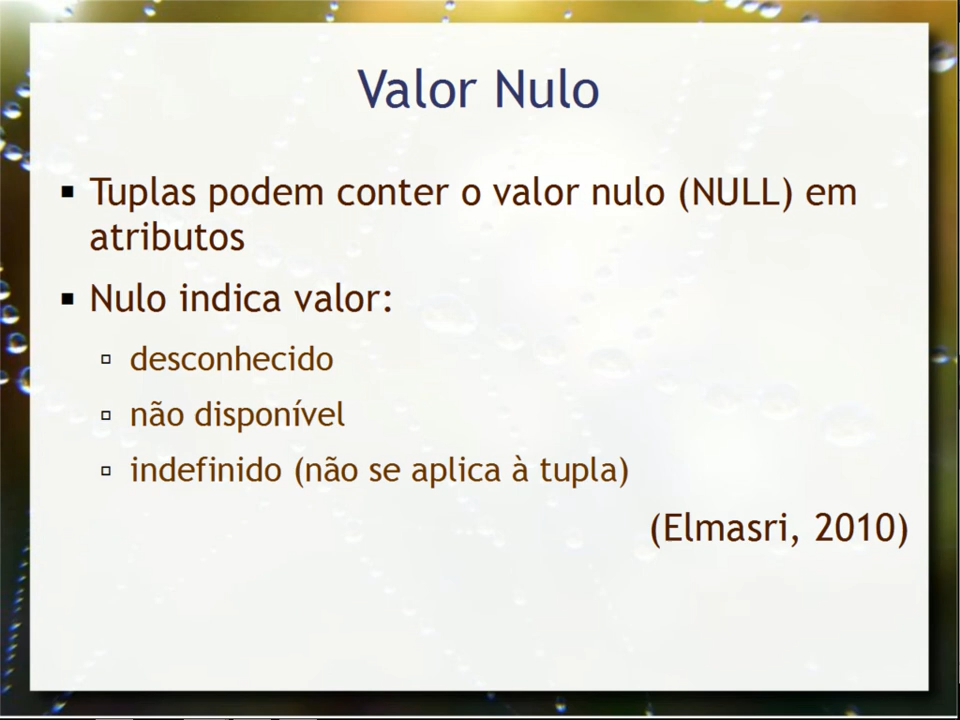 Valor Nulo
▪ Tuplas podem conter o valor nulo (NULL) em
atributos
▪ Nulo indica valor:
▫ desconhecido
▫ não disponível
▫ indefinido (não se aplica à tupla)
(Elmasri, 2010)